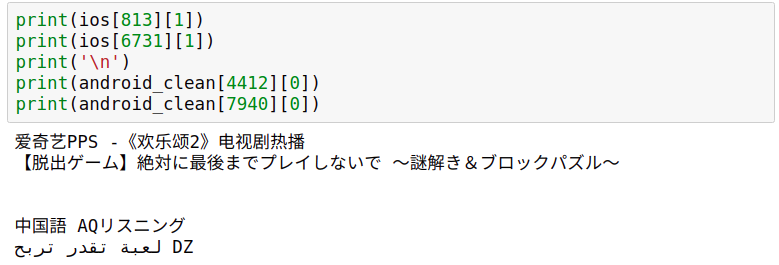 print(ios[813][1])
print(ios[6731][1])
print('\n')
print(android_clean[4412][0])
print(android_clean[7940][0])
爱奇艺PPS -《欢乐颂2》电视剧热播
【脱出ゲーム】絶対に最後までプレイしないで 〜謎解き＆ブロックパズル〜
中国語 AQリスニング
لعبة تقدر تربح DZ